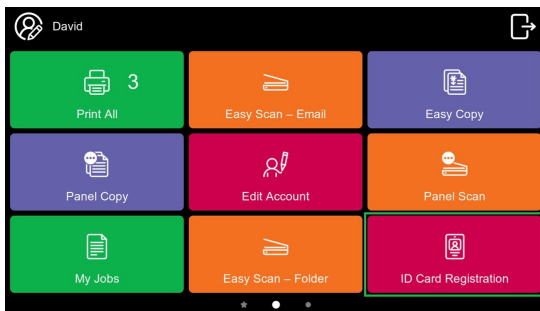 David
3
Print All
Easy Scan – Email
Easy Copy
Panel Copy
Edit Account
Panel Scan
My Jobs
Easy Scan – Folder
ID Card Registration